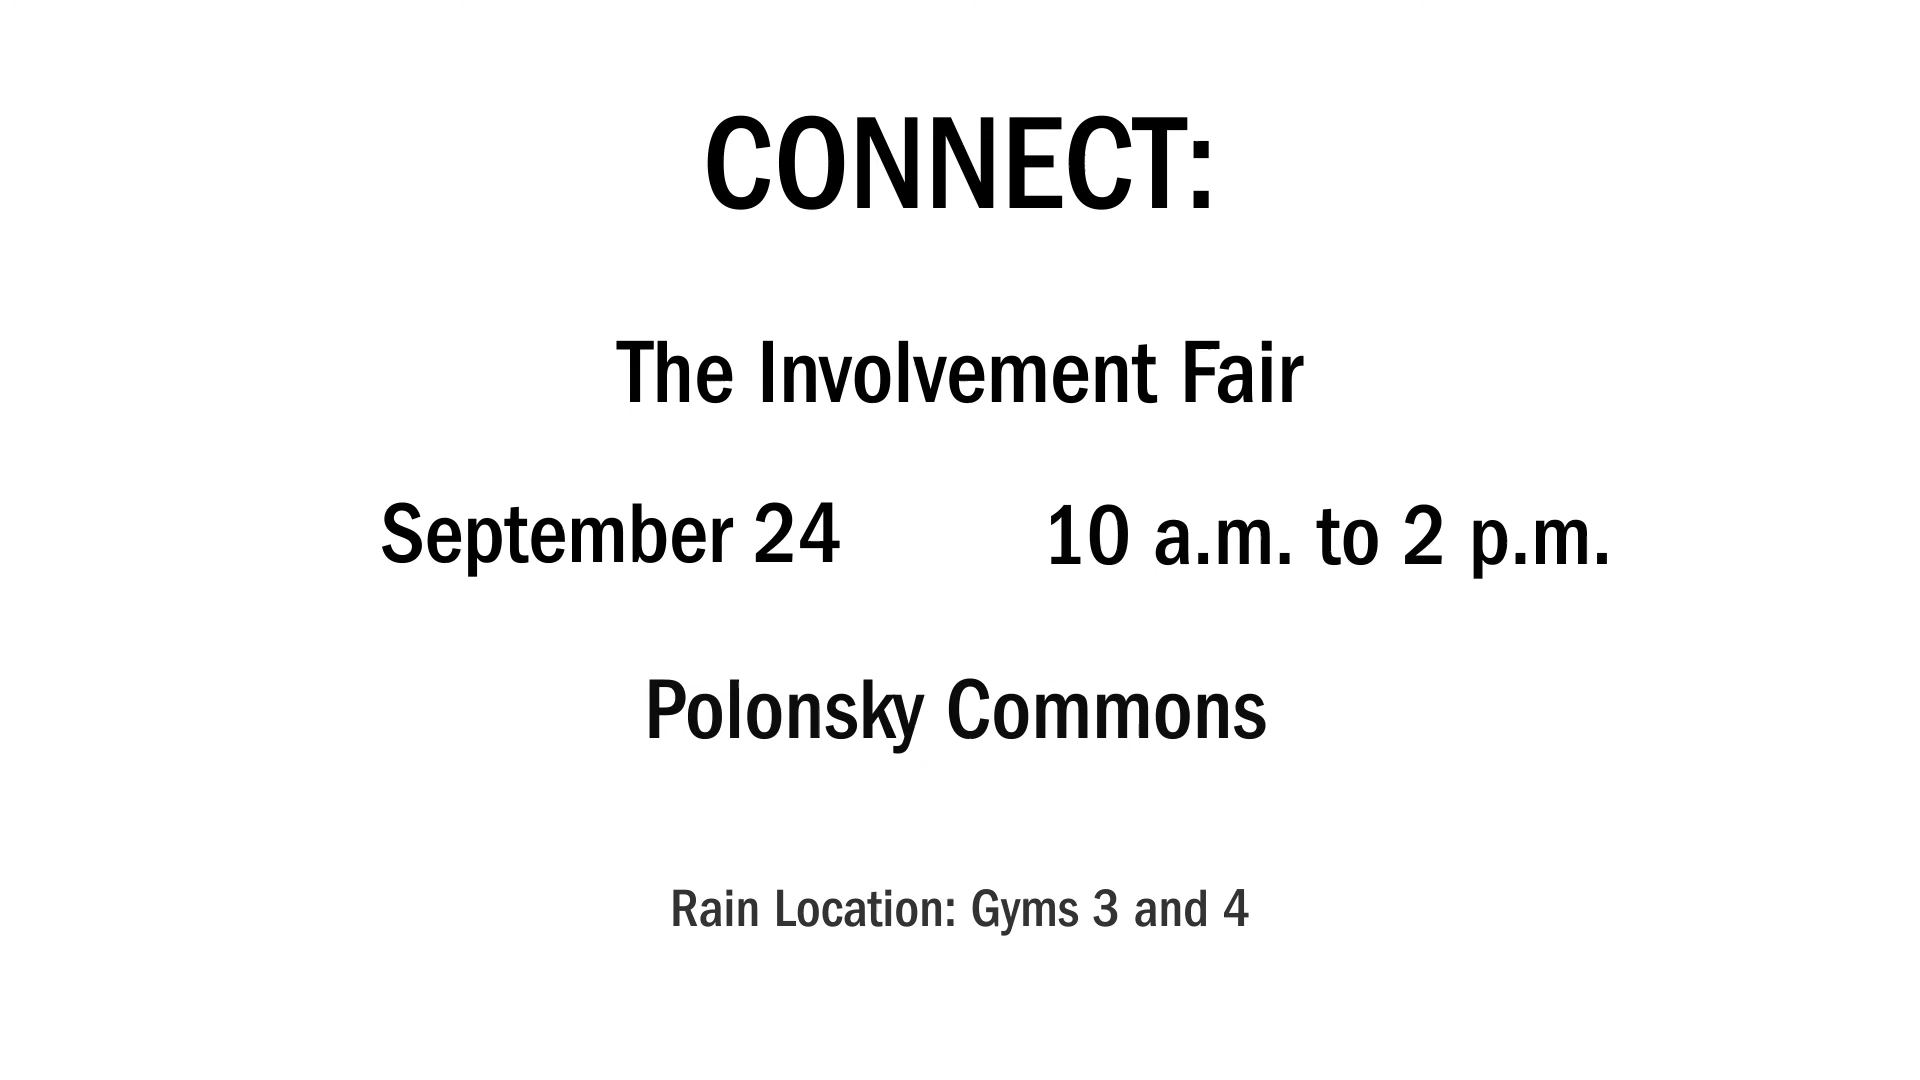 CONNECT:
The Involvement Fair
September 24 10 a.m. to 2 p.m.
Polonsky Commons
Rain Location: Gyms 3 and 4